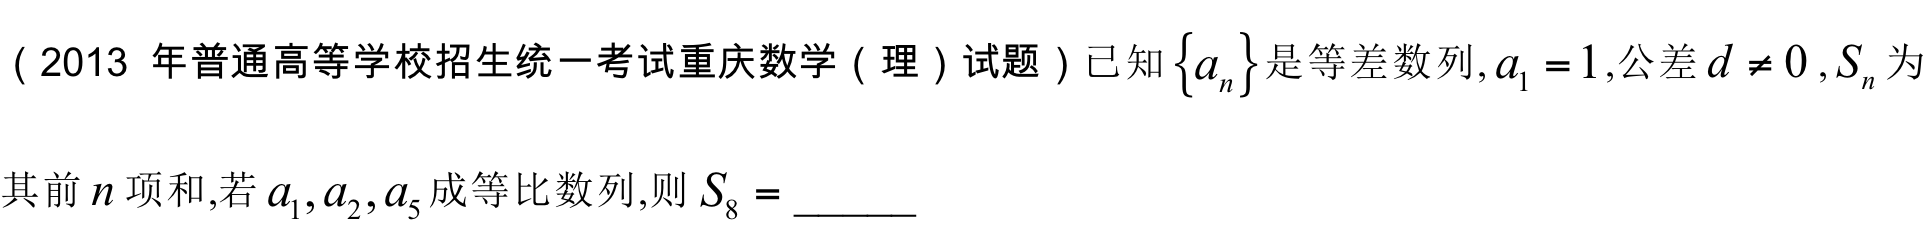 (2013 年普通高等学校招生统一考试重庆数学(理)试题)已知{aₙ}是等差数列,a₁ =1,公差 d ≠ 0 ,Sₙ 为
其前 n 项和,若 a₁,a₂,a₅ 成等比数列,则 S₈ = _____